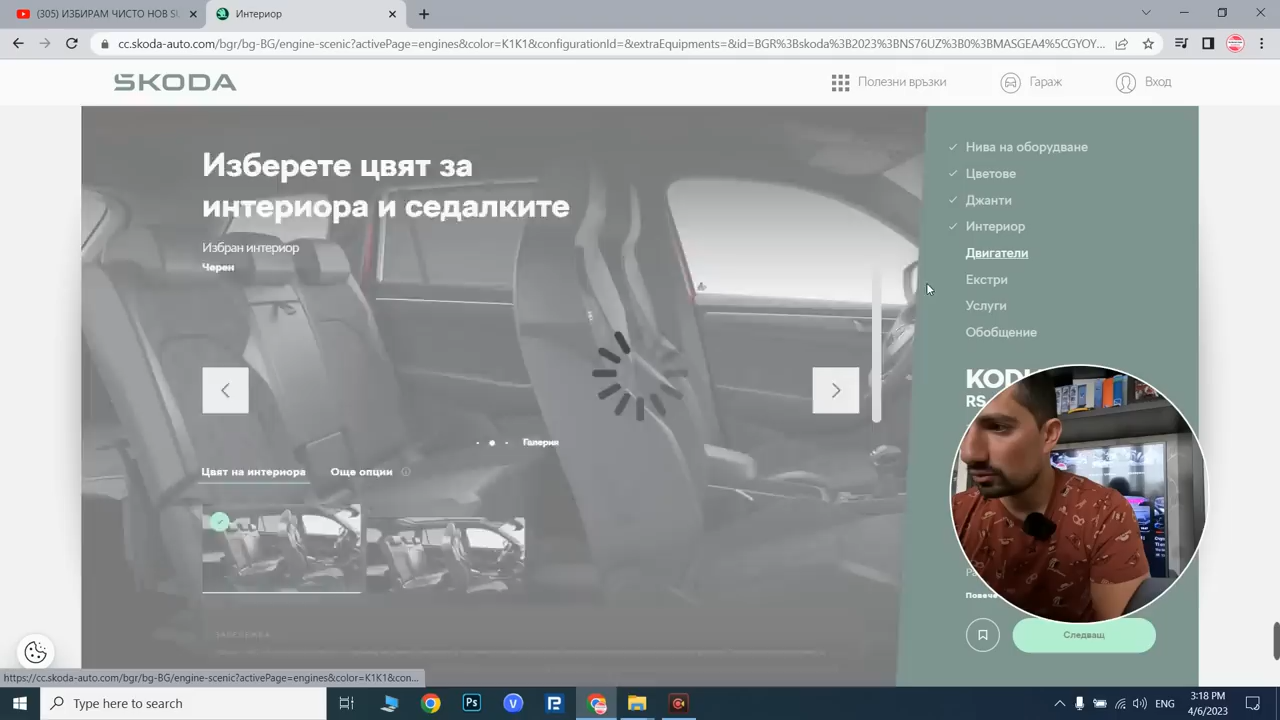 (305) ИЗБИРАМ ЧИСТО НОВ S
Интериор
cc.skoda-auto.com/bgr/bg-BG/engine-scenic?activePage=engines&color=K1K1&configurationId=&extraEquipments=&id=BGR%3Bskoda%3B2023%3BNS76UZ%3B0%3BMASGEA4%5CGYOY...
ŠKODA
Полезни връзки
Гараж
Вход
Изберете цвят за
интериора и седалките
Избран интериор
Черен
Галерия
Цвят на интериора
Още опции
Нива на оборудване
Цветове
Джанти
Интериор
Двигатели
Екстри
Услуги
Обобщение
RS
Повече
Следващ
https://cc.skoda-auto.com/bgr/bg-BG/engine-scenic?activePage=engines&color=K1K1&con...
Type here to search
ENG
3:18 PM
4/6/2023